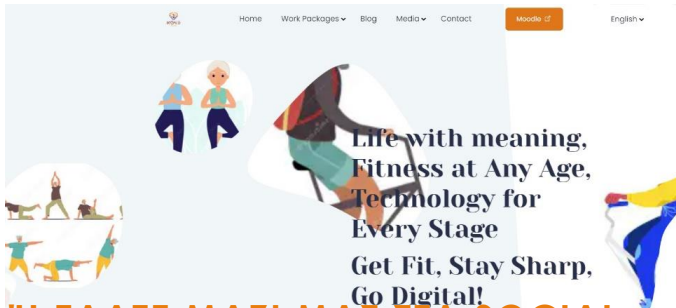 Home Work Packages Blog Media Contact Moodle English
Life with meaning,
Fitness at Any Age,
Technology for
Every Stage
Get Fit, Stay Sharp,
Go Digital!